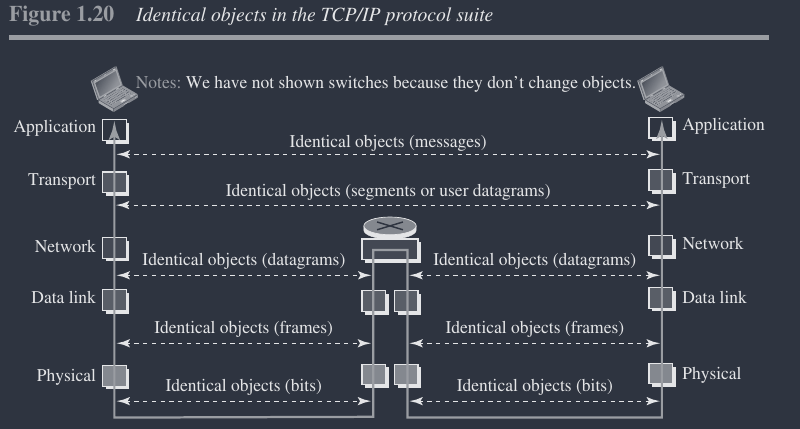 Figure 1.20 Identical objects in the TCP/IP protocol suite
Notes: We have not shown switches because they don't change objects.
Application
Application
Identical objects (messages)
Transport
Transport
Identical objects (segments or user datagrams)
Network
Network
Identical objects (datagrams)
Identical objects (datagrams)
Data link
Data link
Identical objects (frames)
Identical objects (frames)
Physical
Physical
Identical objects (bits)
Identical objects (bits)